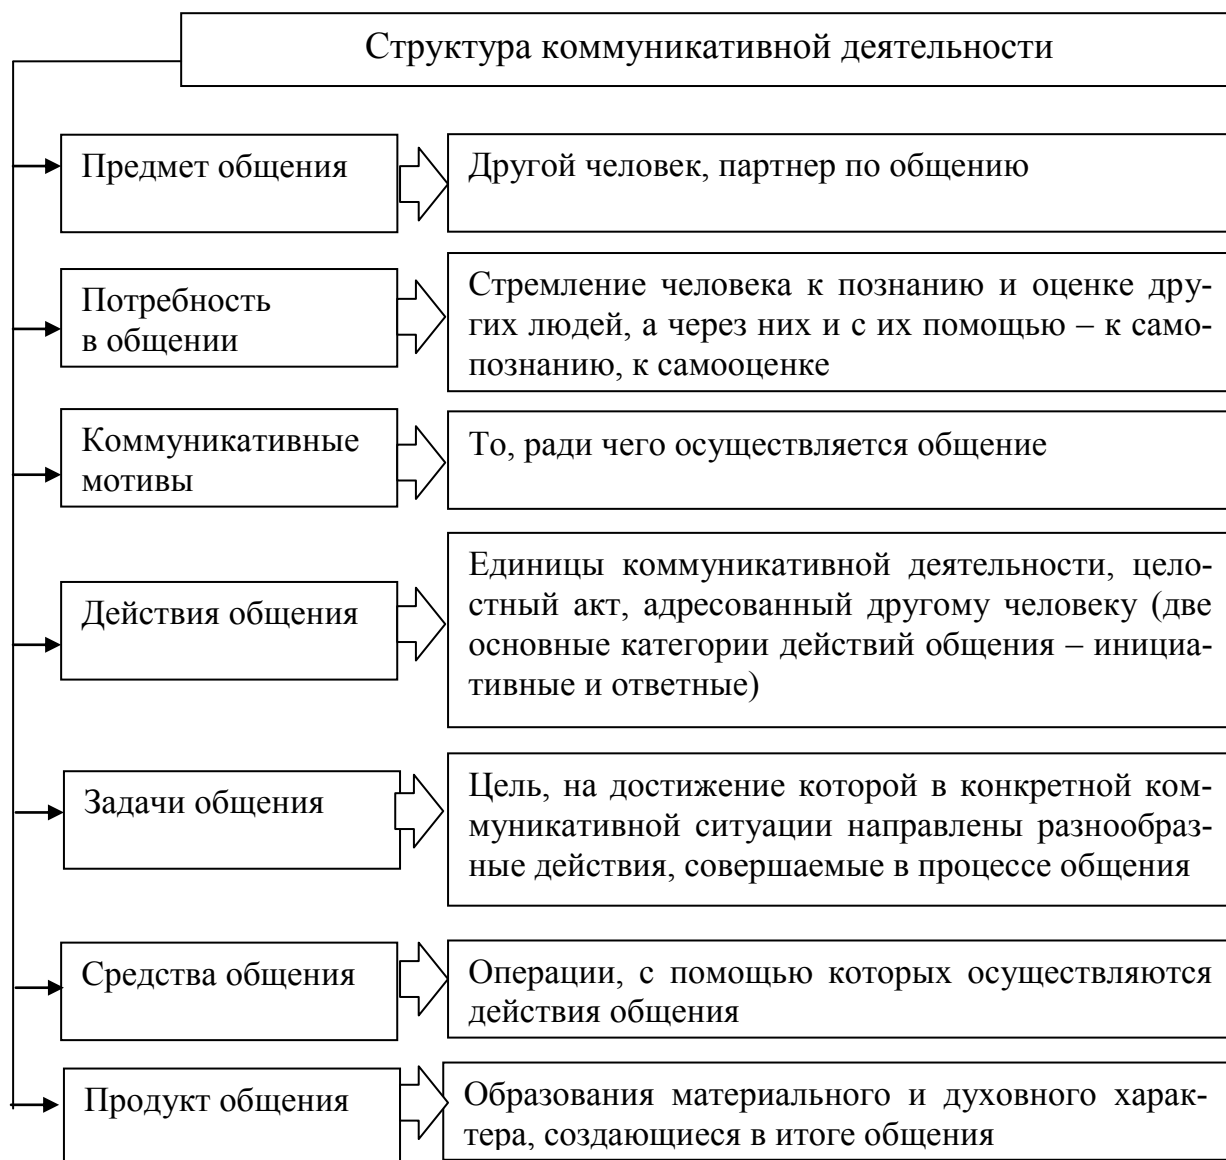 Структура коммуникативной деятельности
Предмет общения
Другой человек, партнер по общению
Потребность
в общении
Стремление человека к познанию и оценке дру-
гих людей, а через них и с их помощью – к само-
познанию, к самооценке
Коммуникативные
мотивы
То, ради чего осуществляется общение
Действия общения
Единицы коммуникативной деятельности, цело-
стный акт, адресованный другому человеку (две
основные категории действий общения – инициа-
тивные и ответные)
Задачи общения
Цель, на достижение которой в конкретной ком-
муникативной ситуации направлены разнообраз-
ные действия, совершаемые в процессе общения
Средства общения
Операции, с помощью которых осуществляются
действия общения
Продукт общения
Образования материального и духовного харак-
тера, создающиеся в итоге общения